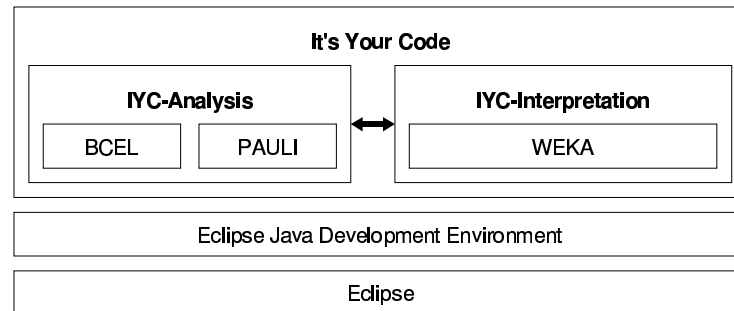 It's Your Code
IYC-Analysis
IYC-Interpretation
BCEL
PAULI
WEKA
Eclipse Java Development Environment
Eclipse